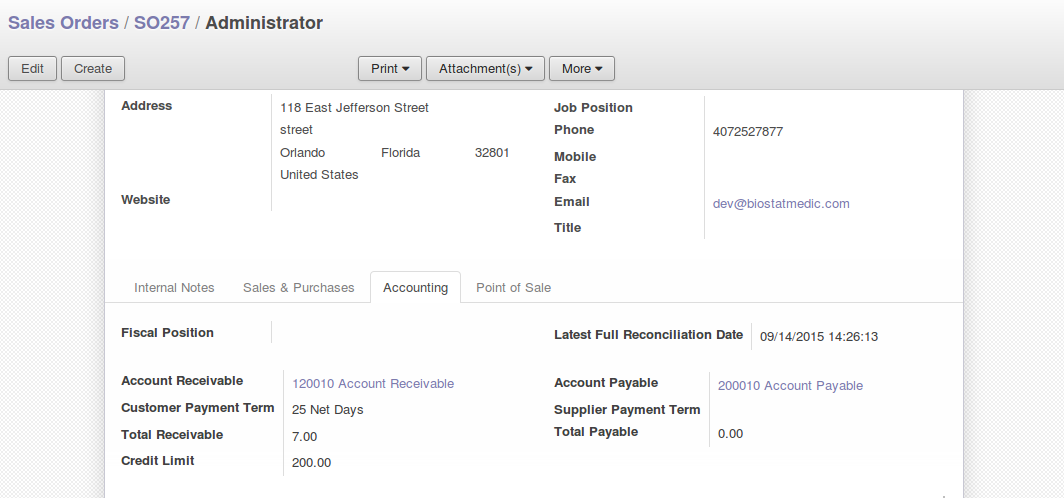 Sales Orders / SO257 / Administrator
Edit Create Print Attachment(s) More
Address 118 East Jefferson Street
street
Orlando Florida 32801
United States
Website
Job Position
Phone 4072527877
Mobile
Fax
Email dev@biostatmedic.com
Title
Internal Notes Sales & Purchases Accounting Point of Sale
Fiscal Position
Latest Full Reconciliation Date 09/14/2015 14:26:13
Account Receivable 120010 Account Receivable
Customer Payment Term 25 Net Days
Total Receivable 7.00
Credit Limit 200.00
Account Payable 200010 Account Payable
Supplier Payment Term
Total Payable 0.00